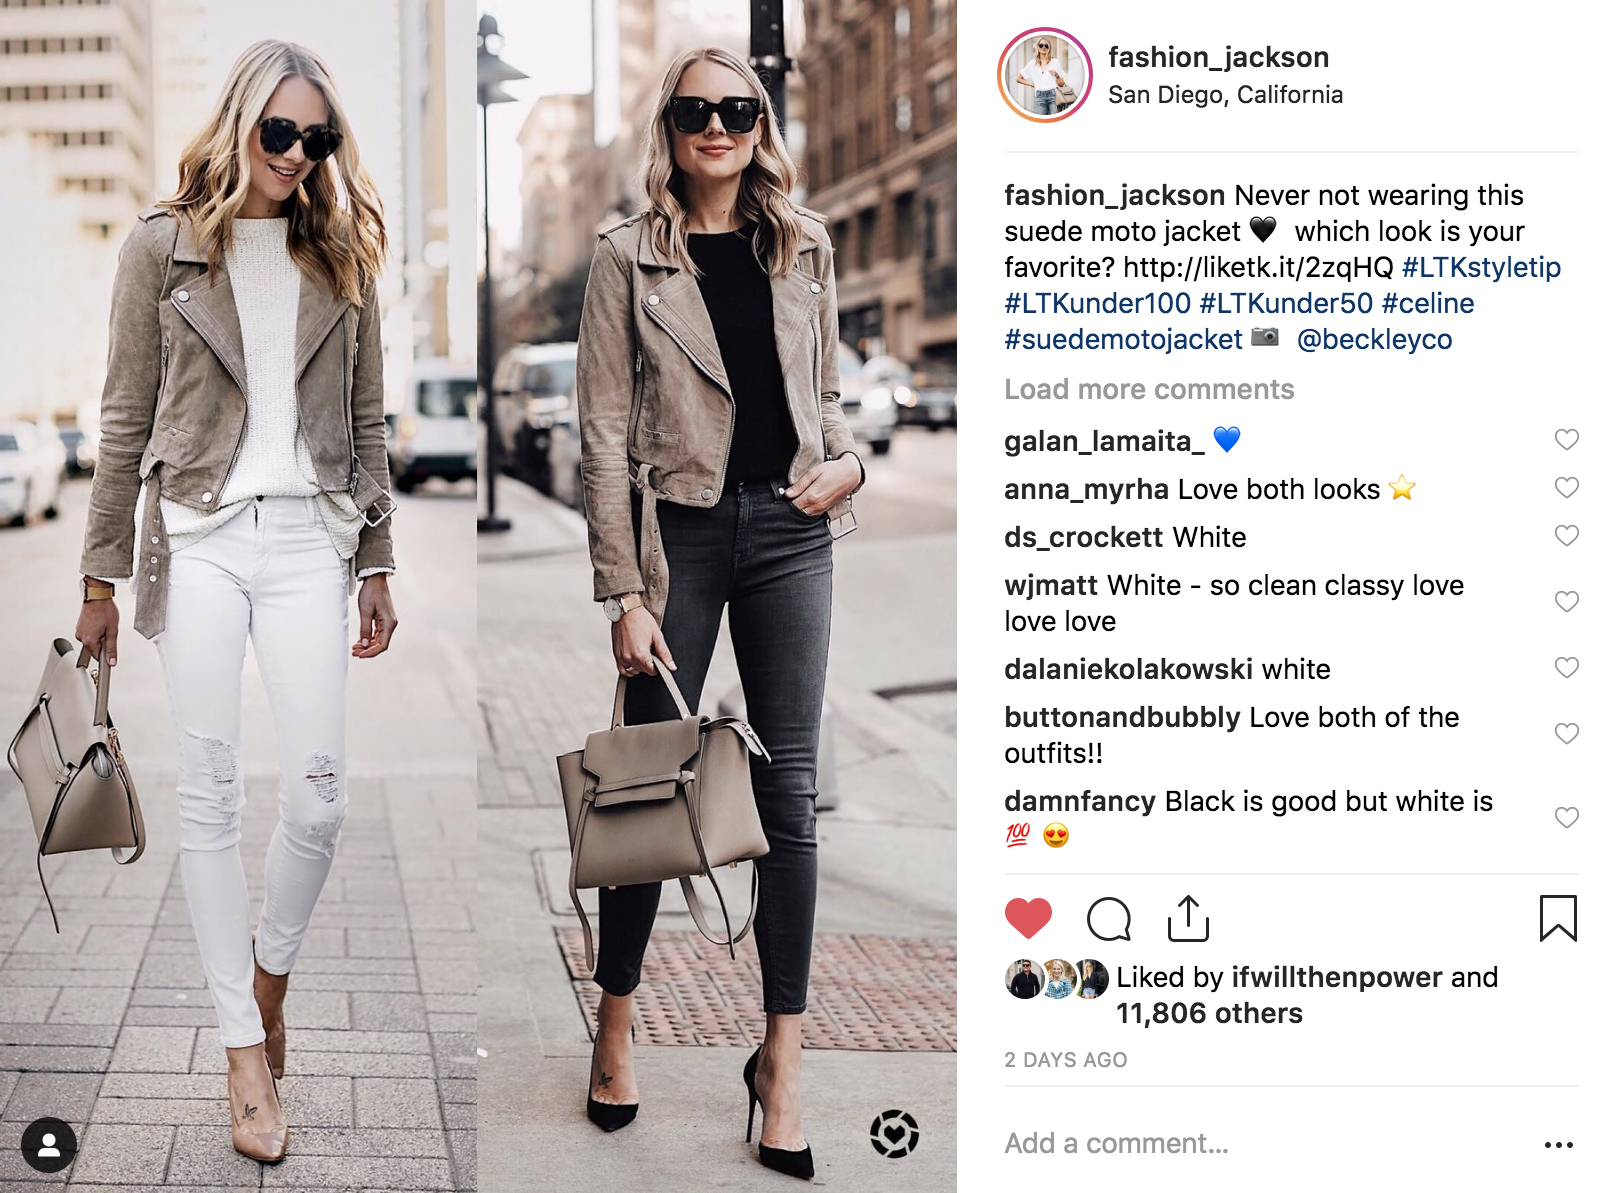 fashion_jackson
San Diego, California
fashion_jackson Never not wearing this
suede moto jacket 🖤 which look is your
favorite? http://liketk.it/2zqHQ #LTKstyletip
#LTKunder100 #LTKunder50 #celine
#suedemotojacket 📷 @beckleyco
Load more comments
galan_lamaita_ 💙
anna_myrha Love both looks ⭐
ds_crockett White
wjmatt White - so clean classy love
love love
dalaniekolakowski white
buttonandbubbly Love both of the
outfits!!
damnfancy Black is good but white is
💯 😍
Liked by ifwillthenpower and
11,806 others
2 DAYS AGO
Add a comment...